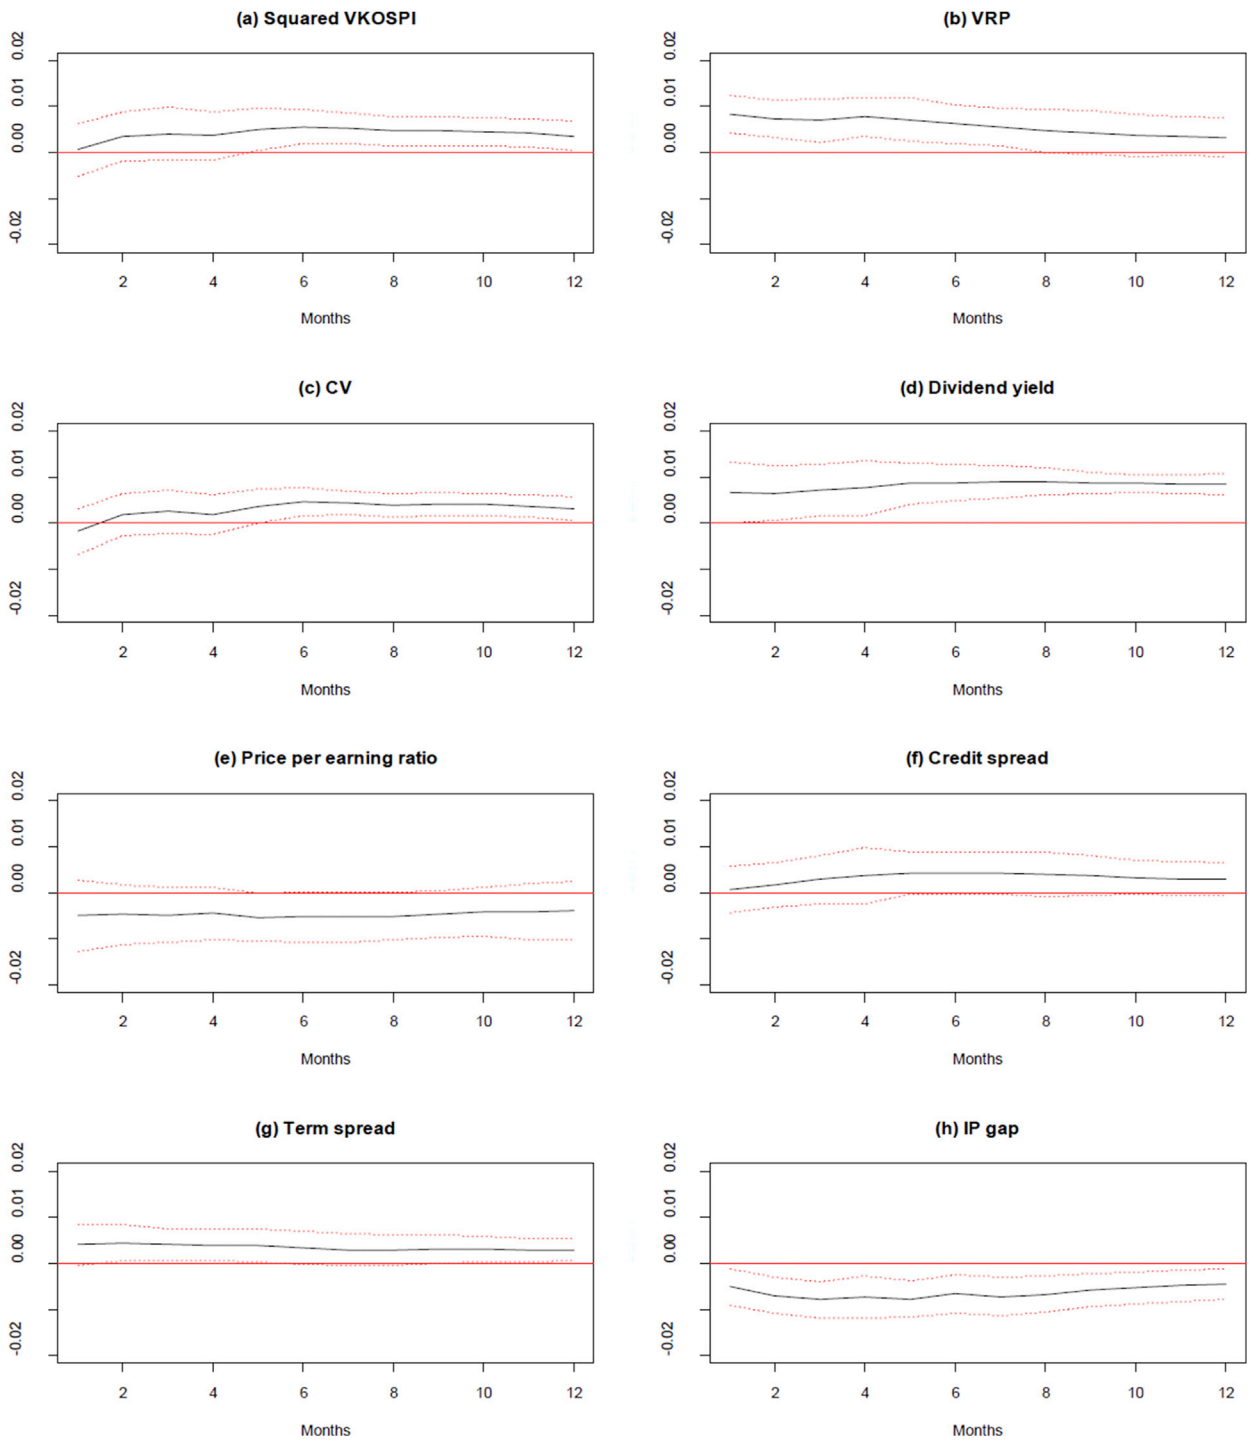 (a) Squared VKOSPI
0.02
0.01
0.00
-0.02
2 4 6 8 10 12
Months
(b) VRP
0.02
0.01
0.00
-0.02
2 4 6 8 10 12
Months
(c) CV
0.02
0.01
0.00
-0.02
2 4 6 8 10 12
Months
(d) Dividend yield
0.02
0.01
0.00
-0.02
2 4 6 8 10 12
Months
(e) Price per earning ratio
0.02
0.01
0.00
-0.02
2 4 6 8 10 12
Months
(f) Credit spread
0.02
0.01
0.00
-0.02
2 4 6 8 10 12
Months
(g) Term spread
0.02
0.01
0.00
-0.02
2 4 6 8 10 12
Months
(h) IP gap
0.02
0.01
0.00
-0.02
2 4 6 8 10 12
Months